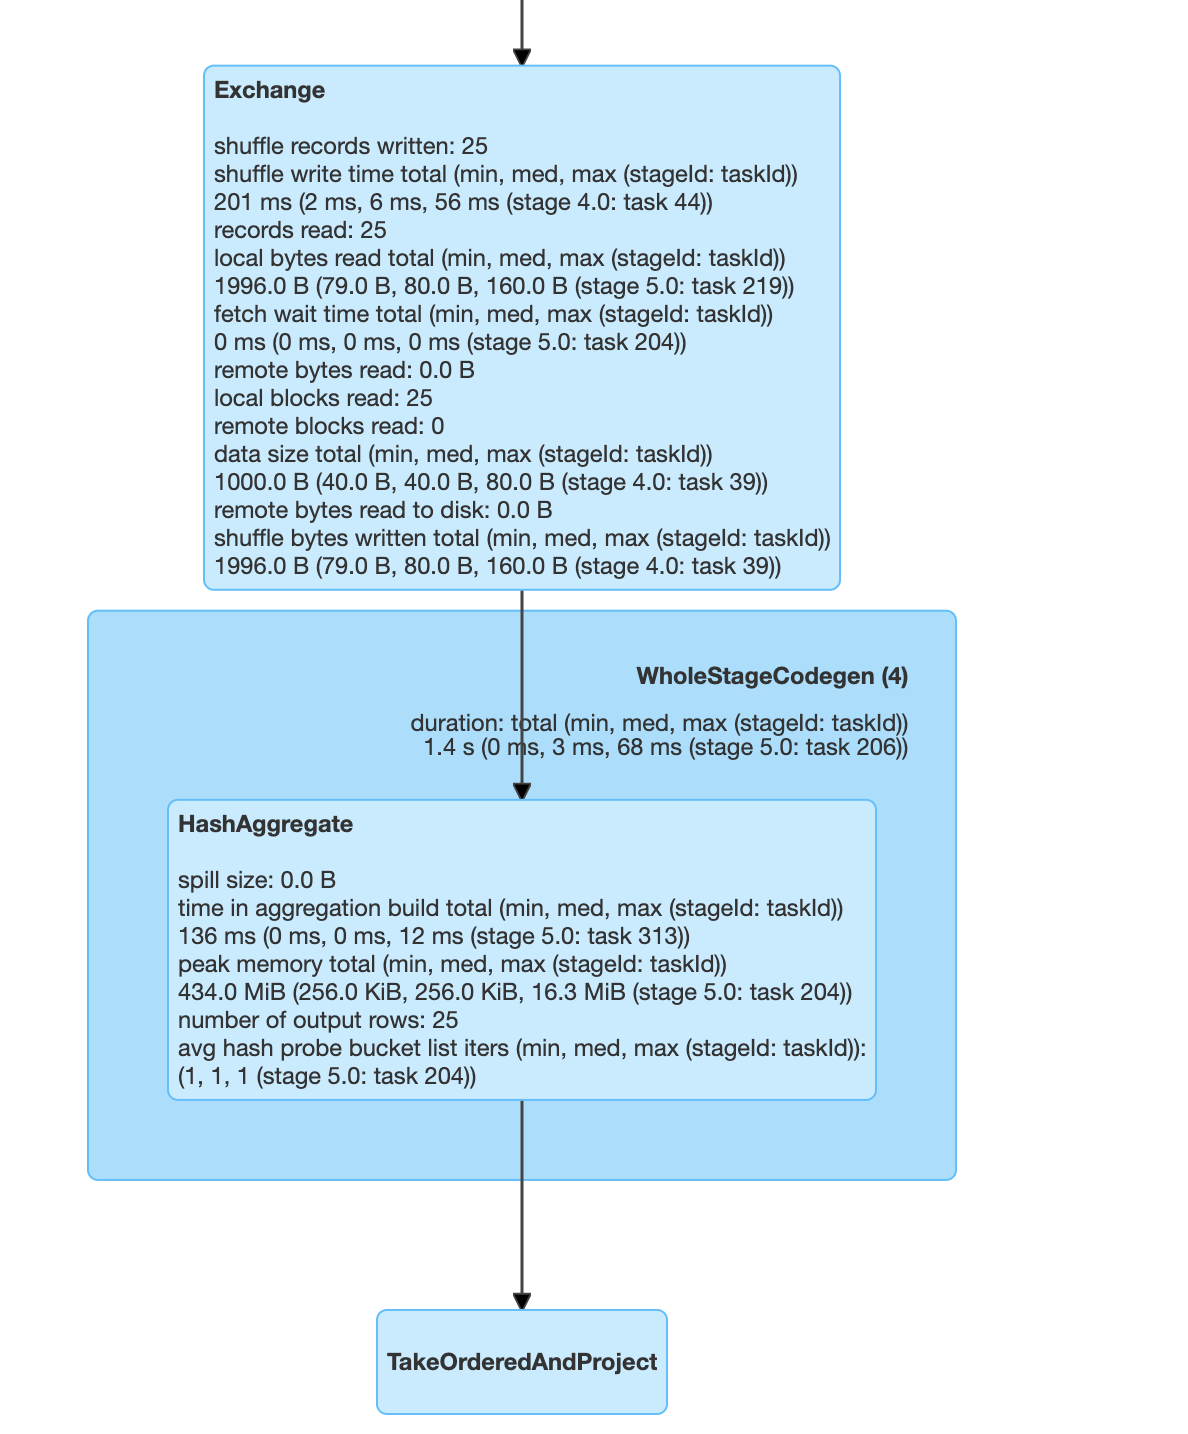 Exchange
shuffle records written: 25
shuffle write time total (min, med, max (stageId: taskId))
201 ms (2 ms, 6 ms, 56 ms (stage 4.0: task 44))
records read: 25
local bytes read total (min, med, max (stageId: taskId))
1996.0 B (79.0 B, 80.0 B, 160.0 B (stage 5.0: task 219))
fetch wait time total (min, med, max (stageId: taskId))
0 ms (0 ms, 0 ms, 0 ms (stage 5.0: task 204))
remote bytes read: 0.0 B
local blocks read: 25
remote blocks read: 0
data size total (min, med, max (stageId: taskId))
1000.0 B (40.0 B, 40.0 B, 80.0 B (stage 4.0: task 39))
remote bytes read to disk: 0.0 B
shuffle bytes written total (min, med, max (stageId: taskId))
1996.0 B (79.0 B, 80.0 B, 160.0 B (stage 4.0: task 39))
WholeStageCodegen (4)
duration: total (min, med, max (stageId: taskId))
1.4 s (0 ms, 3 ms, 68 ms (stage 5.0: task 206))
HashAggregate
spill size: 0.0 B
time in aggregation build total (min, med, max (stageId: taskId))
136 ms (0 ms, 0 ms, 12 ms (stage 5.0: task 313))
peak memory total (min, med, max (stageId: taskId))
434.0 MiB (256.0 KiB, 256.0 KiB, 16.3 MiB (stage 5.0: task 204))
number of output rows: 25
avg hash probe bucket list iters (min, med, max (stageId: taskId)):
(1, 1, 1 (stage 5.0: task 204))
TakeOrderedAndProject